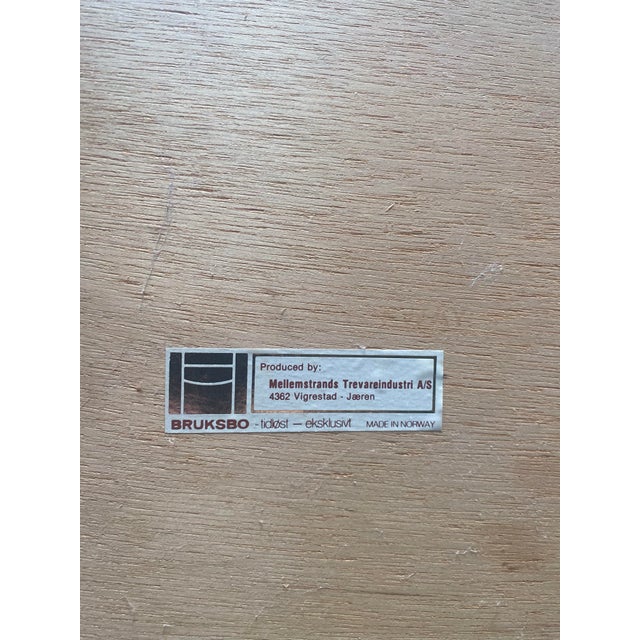 Produced by:
Mellemstrands Trevareindustri A/S
4362 Vigrestad - Jæren
BRUKSBO - tidløst — eksklusivt MADE IN NORWAY